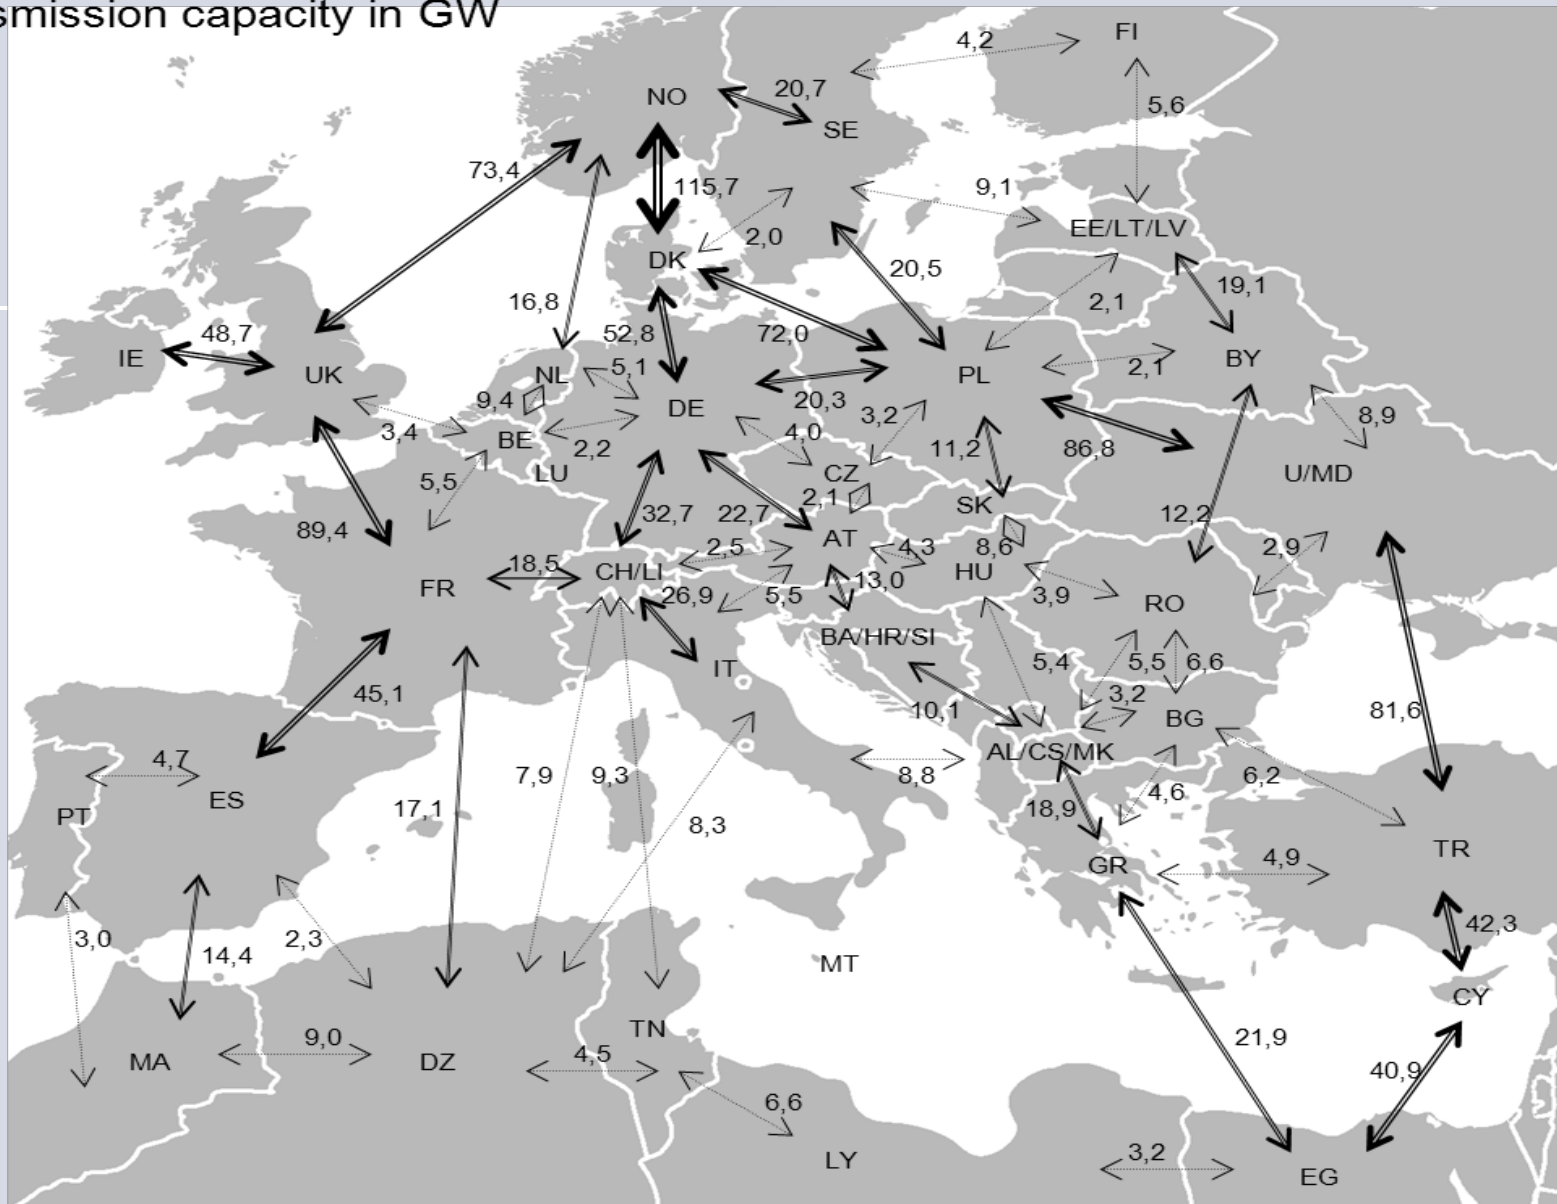 smission capacity in GW
4,2
FI
20,7
NO
5,6
SE
73,4
115,7
9,1
EE/LT/LV
2,0
DK
20,5
19,1
16,8
2,1
52,8
72,0
48,7
IE
UK
NL
5,1
PL
2,1
BY
9,4
DE
20,3
3,2
8,9
3,4
BE
2,2
4,0
11,2
86,8
LU
CZ
U/MD
5,5
2,1
SK
89,4
32,7
22,7
12,2
AT
2,5
4,3
8,6
2,9
18,5
CH/LI
HU
FR
26,9
5,5
13,0
3,9
RO
BA/HR/SI
IT
5,4
5,5
6,6
45,1
3,2
10,1
BG
81,6
AL/CS/MK
4,7
7,9
9,3
8,8
6,2
ES
4,6
PT
17,1
18,9
8,3
TR
GR
4,9
3,0
14,4
2,3
42,3
MT
CY
TN
9,0
21,9
MA
DZ
4,5
40,9
6,6
LY
3,2
EG